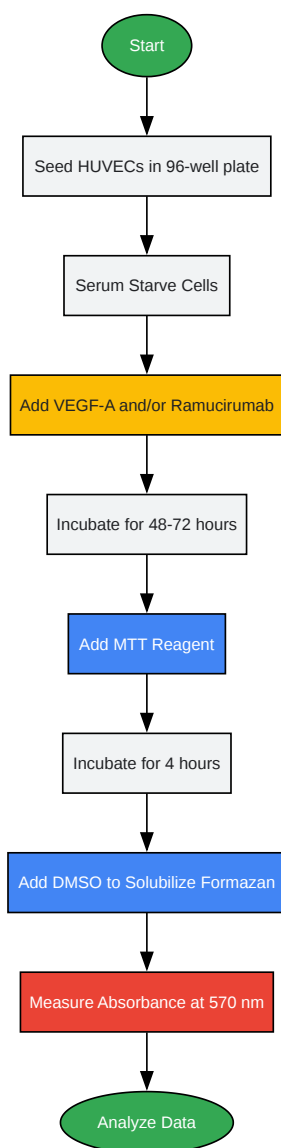 Start
Seed HUVECs in 96-well plate
Serum Starve Cells
Add VEGF-A and/or Ramucirumab
Incubate for 48-72 hours
Add MTT Reagent
Incubate for 4 hours
Add DMSO to Solubilize Formazan
Measure Absorbance at 570 nm
Analyze Data